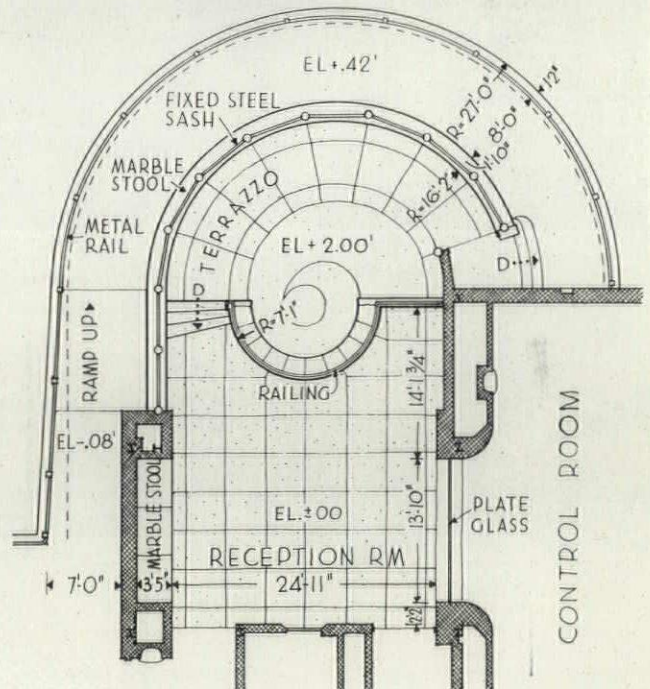 EL+.42'
12"
R=27'-0"
8'-0"
1'-10"
FIXED STEEL
SASH
MARBLE
STOOL
R=16'-2"
TERRAZZO
METAL
RAIL
EL+2.00'
D
D
R=7'-1"
RAMP UP
RAILING
14'-1 3/4"
EL-.08'
MARBLE STOOL
EL.±00
13'-10"
PLATE
GLASS
CONTROL ROOM
RECEPTION RM
7'-0"
3'5"
24'-11"
2'2"